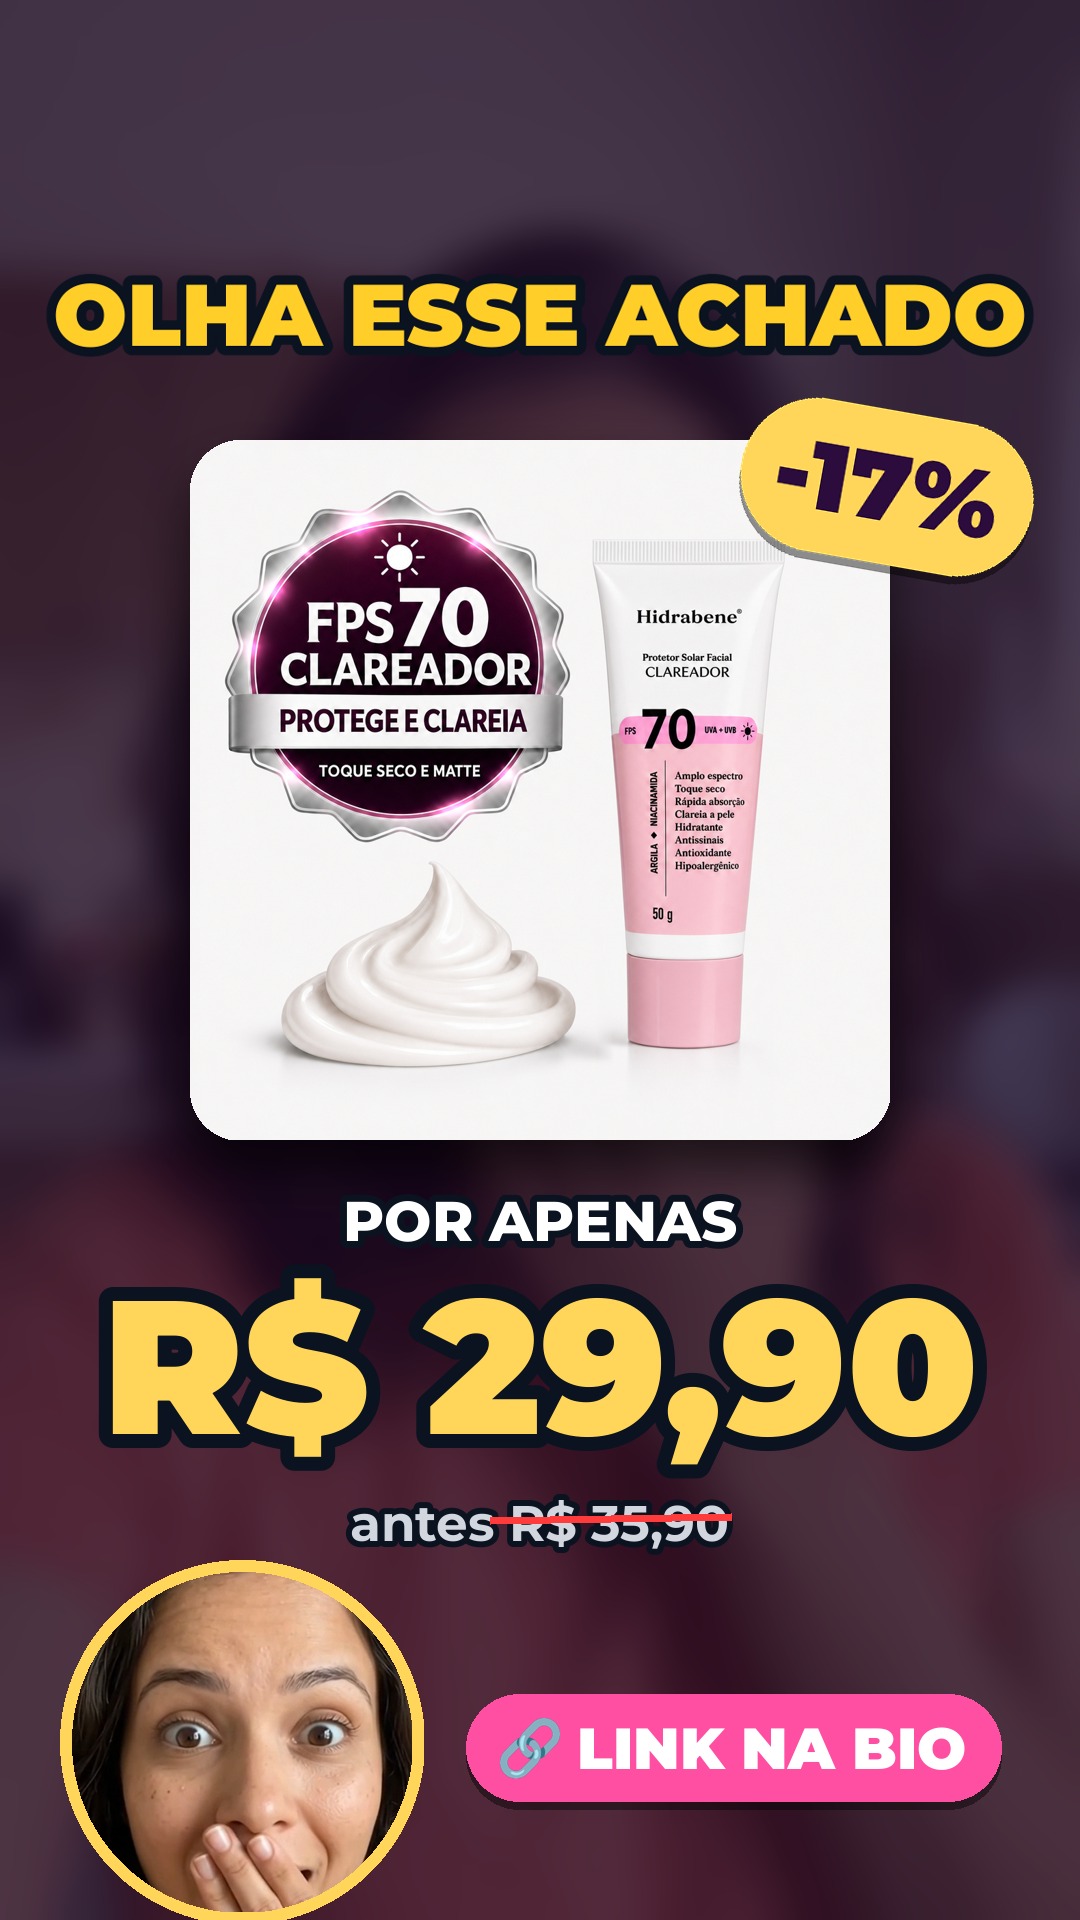 OLHA ESSE ACHADO
-17%
FPS 70
CLAREADOR
PROTEGE E CLAREIA
TOQUE SECO E MATTE
Hidrabene®
Protetor Solar Facial
CLAREADOR
FPS 70 UVA + UVB
ARGILA ◆ NIACINAMIDA
Amplo espectro
Toque seco
Rápida absorção
Clareia a pele
Hidratante
Antissinais
Antioxidante
Hipoalergênico
50 g
POR APENAS
R$ 29,90
antes R$ 35,90
🔗 LINK NA BIO